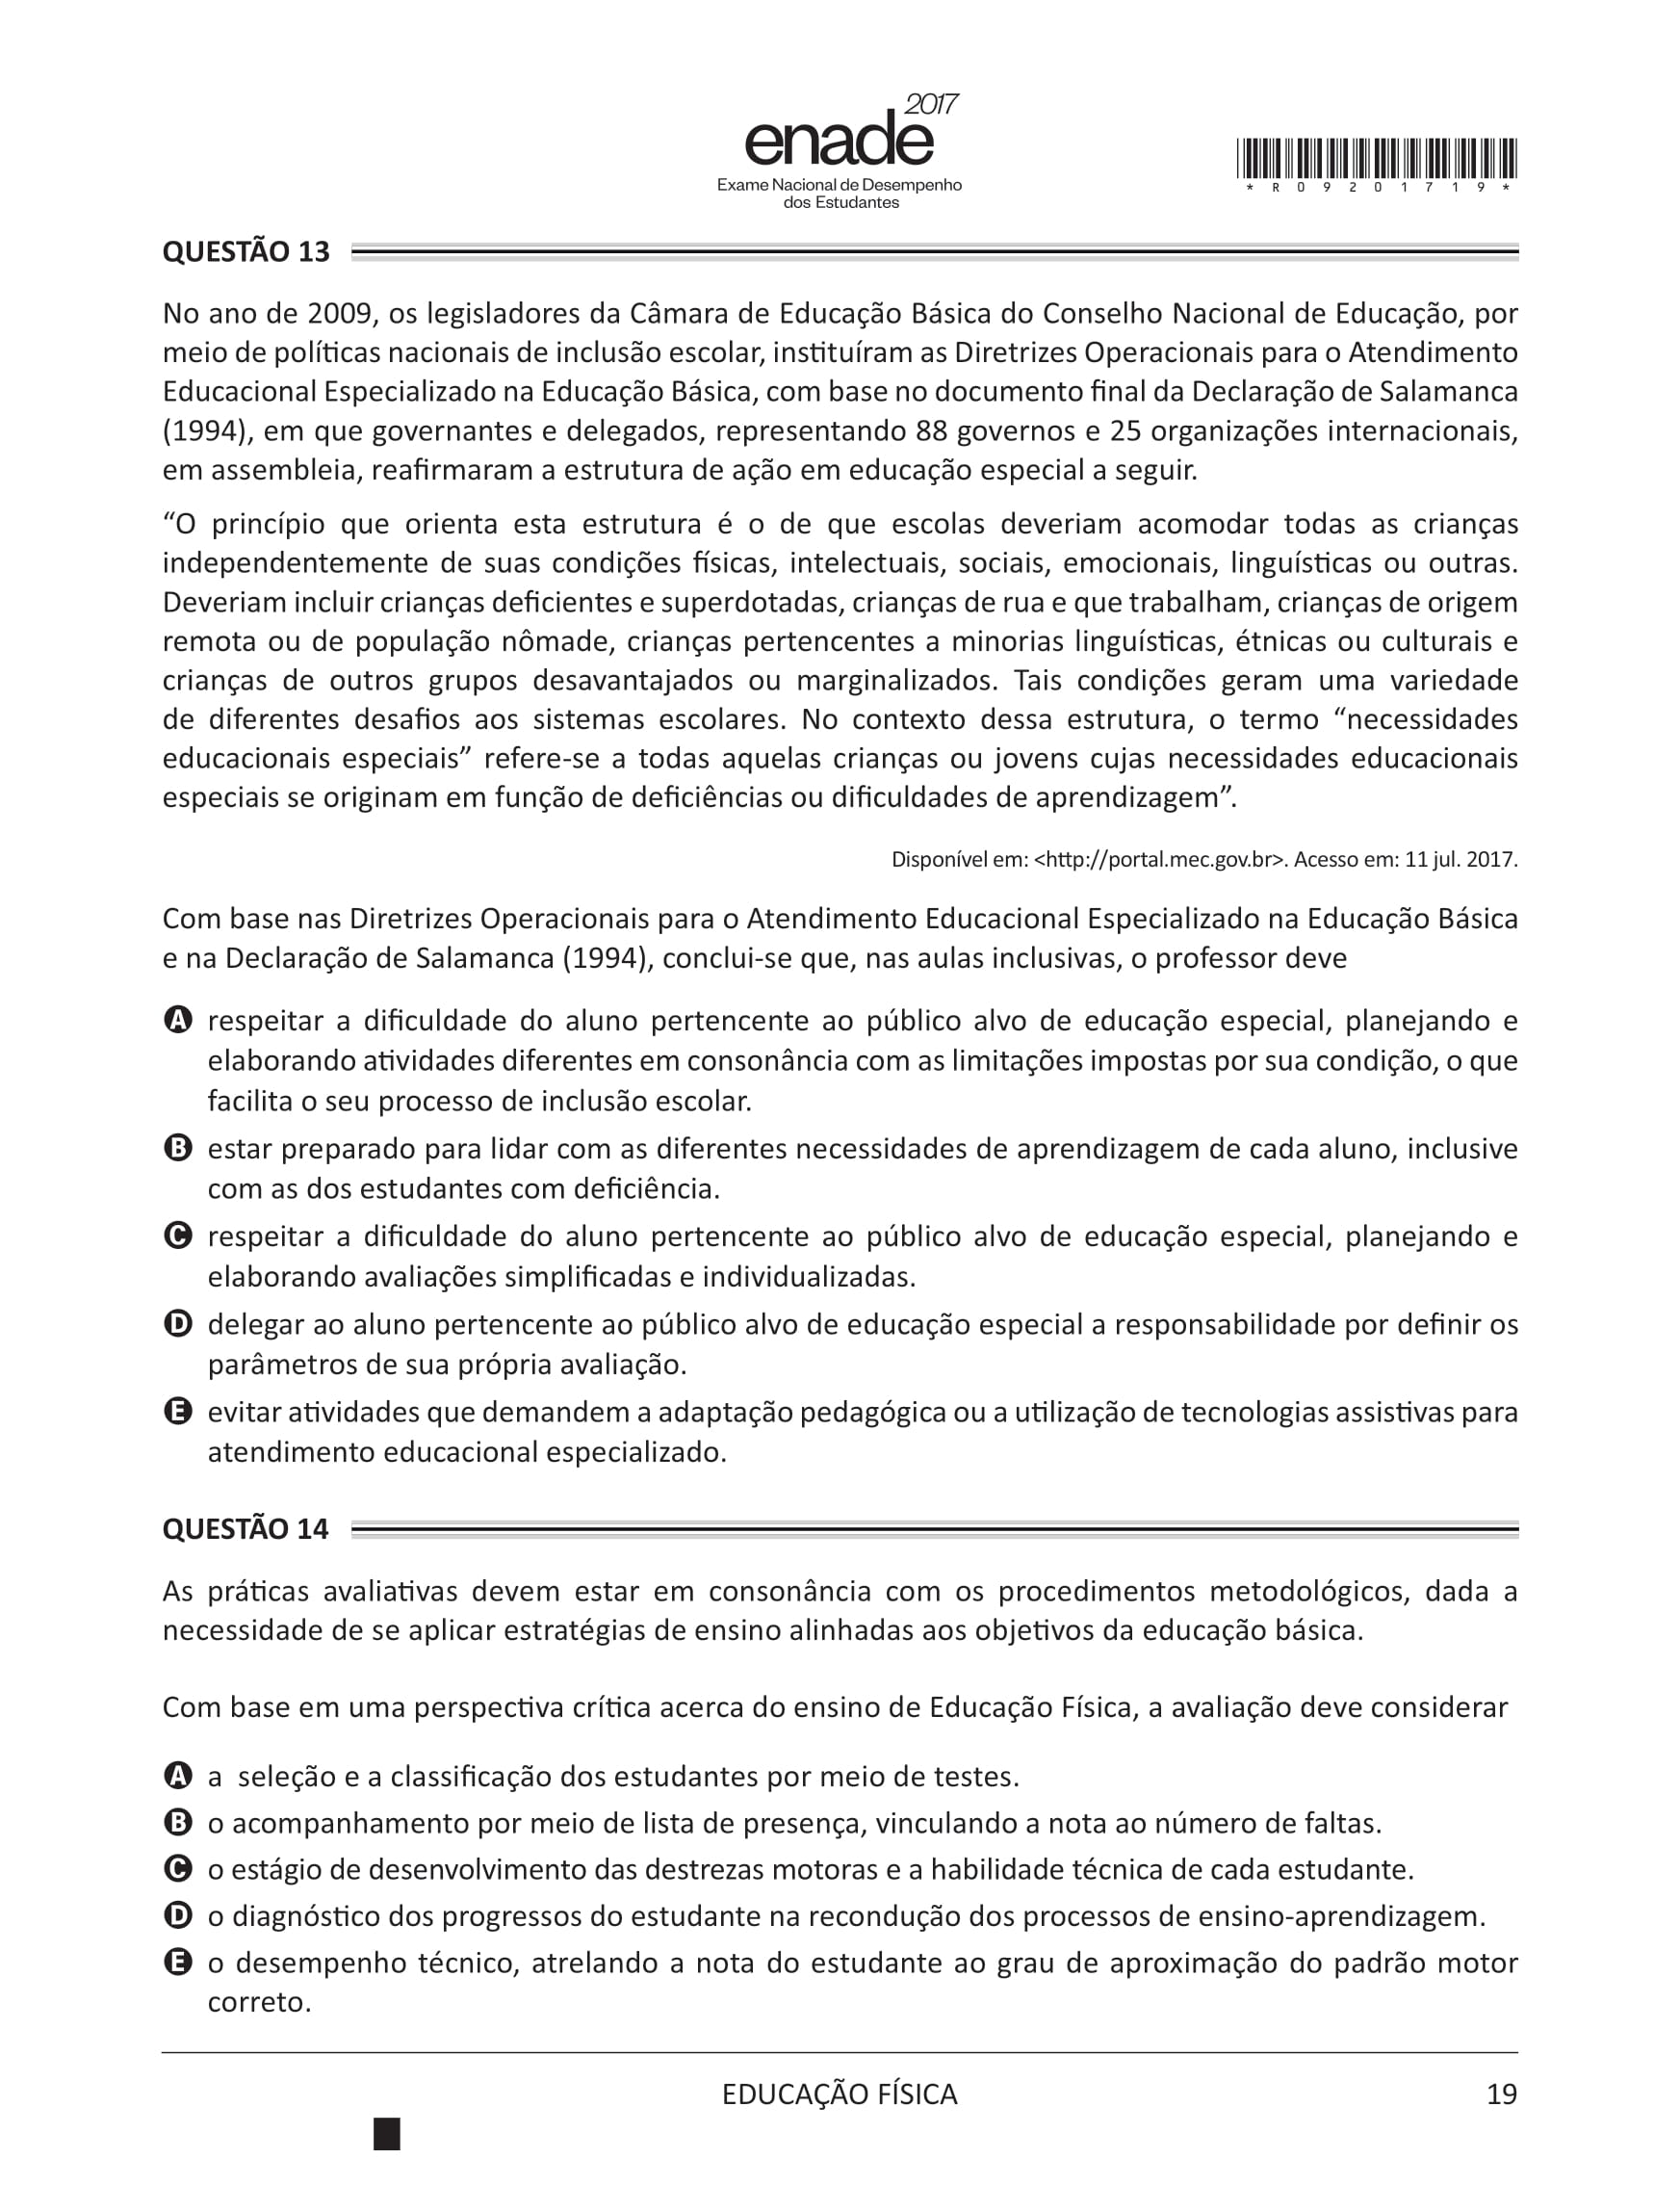 enade 2017
Exame Nacional de Desempenho
dos Estudantes
* R 0 9 2 0 1 7 1 9 *
QUESTÃO 13
No ano de 2009, os legisladores da Câmara de Educação Básica do Conselho Nacional de Educação, por
meio de políticas nacionais de inclusão escolar, instituíram as Diretrizes Operacionais para o Atendimento
Educacional Especializado na Educação Básica, com base no documento final da Declaração de Salamanca
(1994), em que governantes e delegados, representando 88 governos e 25 organizações internacionais,
em assembleia, reafirmaram a estrutura de ação em educação especial a seguir.
“O princípio que orienta esta estrutura é o de que escolas deveriam acomodar todas as crianças
independentemente de suas condições físicas, intelectuais, sociais, emocionais, linguísticas ou outras.
Deveriam incluir crianças deficientes e superdotadas, crianças de rua e que trabalham, crianças de origem
remota ou de população nômade, crianças pertencentes a minorias linguísticas, étnicas ou culturais e
crianças de outros grupos desavantajados ou marginalizados. Tais condições geram uma variedade
de diferentes desafios aos sistemas escolares. No contexto dessa estrutura, o termo “necessidades
educacionais especiais” refere-se a todas aquelas crianças ou jovens cujas necessidades educacionais
especiais se originam em função de deficiências ou dificuldades de aprendizagem”.
Disponível em: <http://portal.mec.gov.br>. Acesso em: 11 jul. 2017.
Com base nas Diretrizes Operacionais para o Atendimento Educacional Especializado na Educação Básica
e na Declaração de Salamanca (1994), conclui-se que, nas aulas inclusivas, o professor deve
A respeitar a dificuldade do aluno pertencente ao público alvo de educação especial, planejando e
elaborando atividades diferentes em consonância com as limitações impostas por sua condição, o que
facilita o seu processo de inclusão escolar.
B estar preparado para lidar com as diferentes necessidades de aprendizagem de cada aluno, inclusive
com as dos estudantes com deficiência.
C respeitar a dificuldade do aluno pertencente ao público alvo de educação especial, planejando e
elaborando avaliações simplificadas e individualizadas.
D delegar ao aluno pertencente ao público alvo de educação especial a responsabilidade por definir os
parâmetros de sua própria avaliação.
E evitar atividades que demandem a adaptação pedagógica ou a utilização de tecnologias assistivas para
atendimento educacional especializado.
QUESTÃO 14
As práticas avaliativas devem estar em consonância com os procedimentos metodológicos, dada a
necessidade de se aplicar estratégias de ensino alinhadas aos objetivos da educação básica.
Com base em uma perspectiva crítica acerca do ensino de Educação Física, a avaliação deve considerar
A a seleção e a classificação dos estudantes por meio de testes.
B o acompanhamento por meio de lista de presença, vinculando a nota ao número de faltas.
C o estágio de desenvolvimento das destrezas motoras e a habilidade técnica de cada estudante.
D o diagnóstico dos progressos do estudante na recondução dos processos de ensino-aprendizagem.
E o desempenho técnico, atrelando a nota do estudante ao grau de aproximação do padrão motor
correto.
EDUCAÇÃO FÍSICA
19